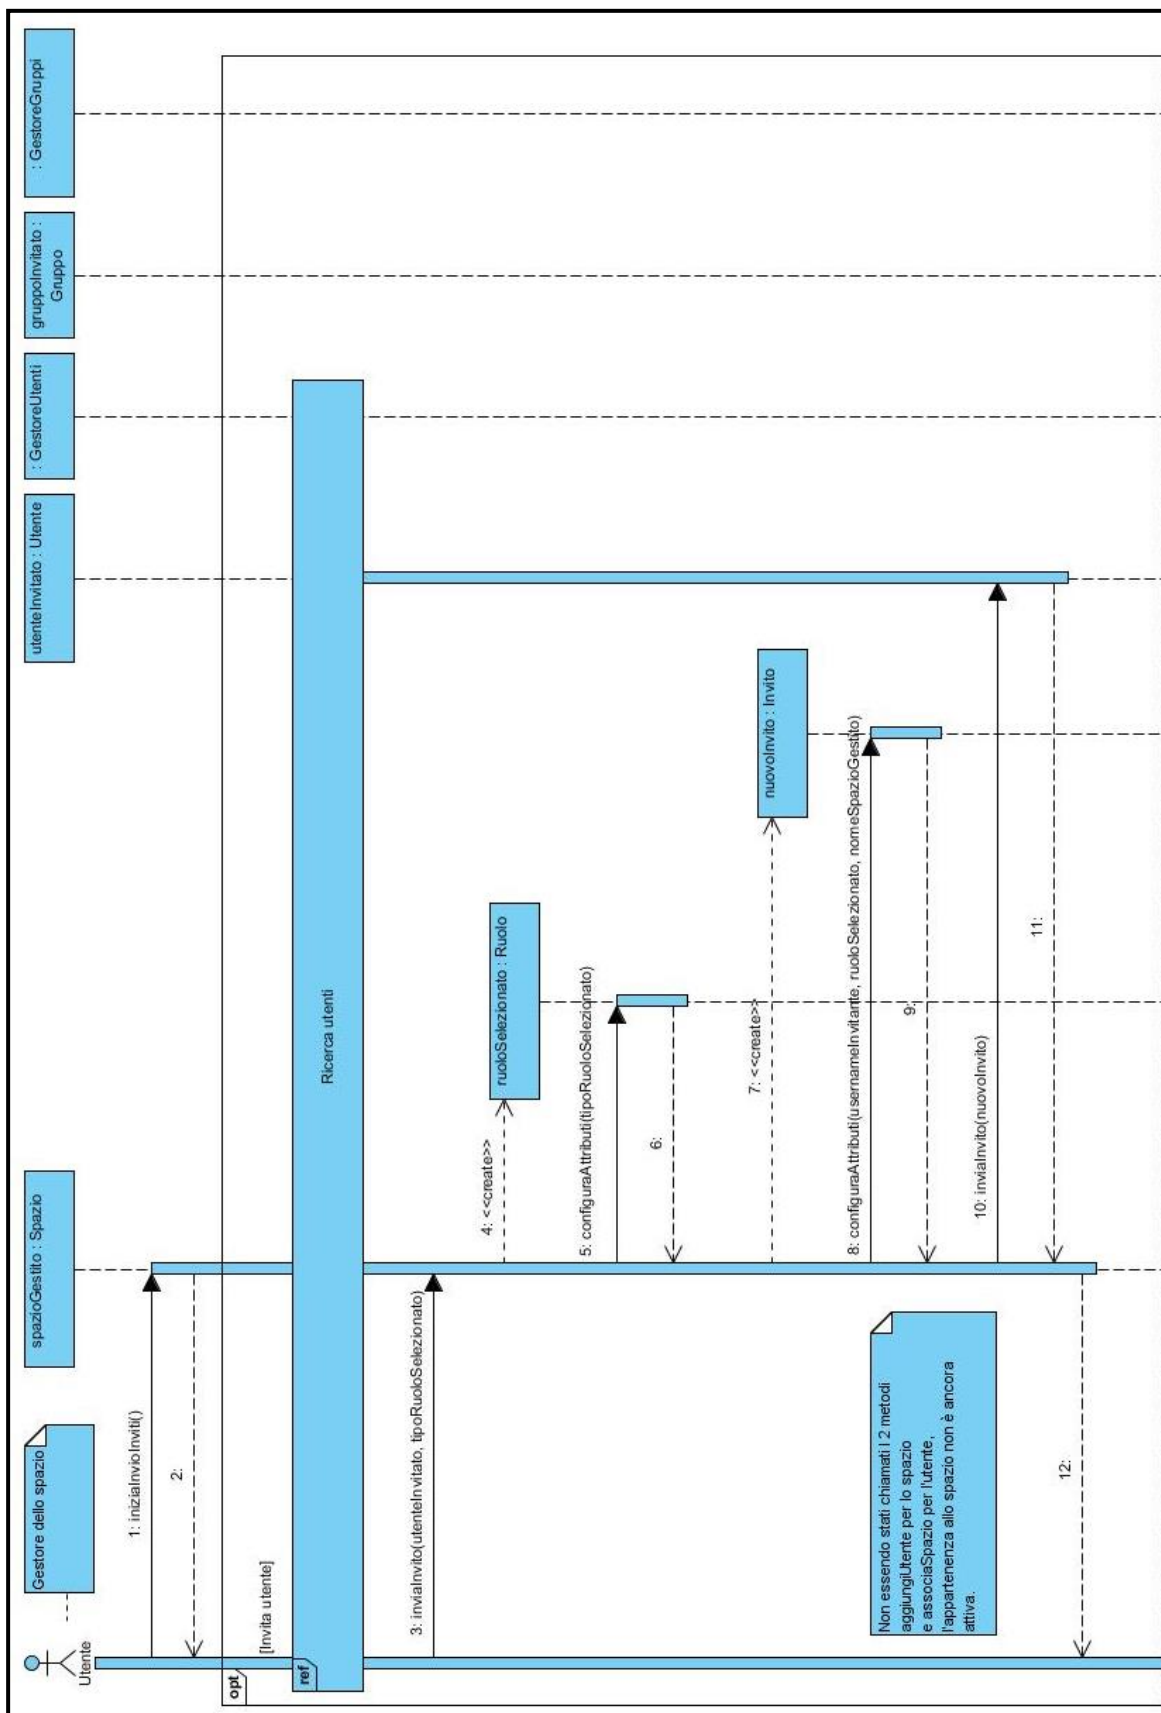 Utente
Gestore dello spazio
spazioGestito : Spazio
utenteInvitato : Utente
: GestoreUtenti
gruppoInvitato :
Gruppo
: GestoreGruppi
1: iniziaInvioInviti()
2:
opt
[Invita utente]
ref
Ricerca utenti
3: inviaInvito(utenteInvitato, tipoRuoloSelezionato)
4: <<create>>
ruoloSelezionato : Ruolo
5: configuraAttributi(tipoRuoloSelezionato)
6:
7: <<create>>
nuovoInvito : Invito
8: configuraAttributi(usernameInvitante, ruoloSelezionato, nomeSpazioGestito)
9:
Non essendo stati chiamati I 2 metodi
aggiungiUtente per lo spazio
e associaSpazio per l'utente,
l'appartenenza allo spazio non è ancora
attiva.
10: inviaInvito(nuovoInvito)
11:
12: